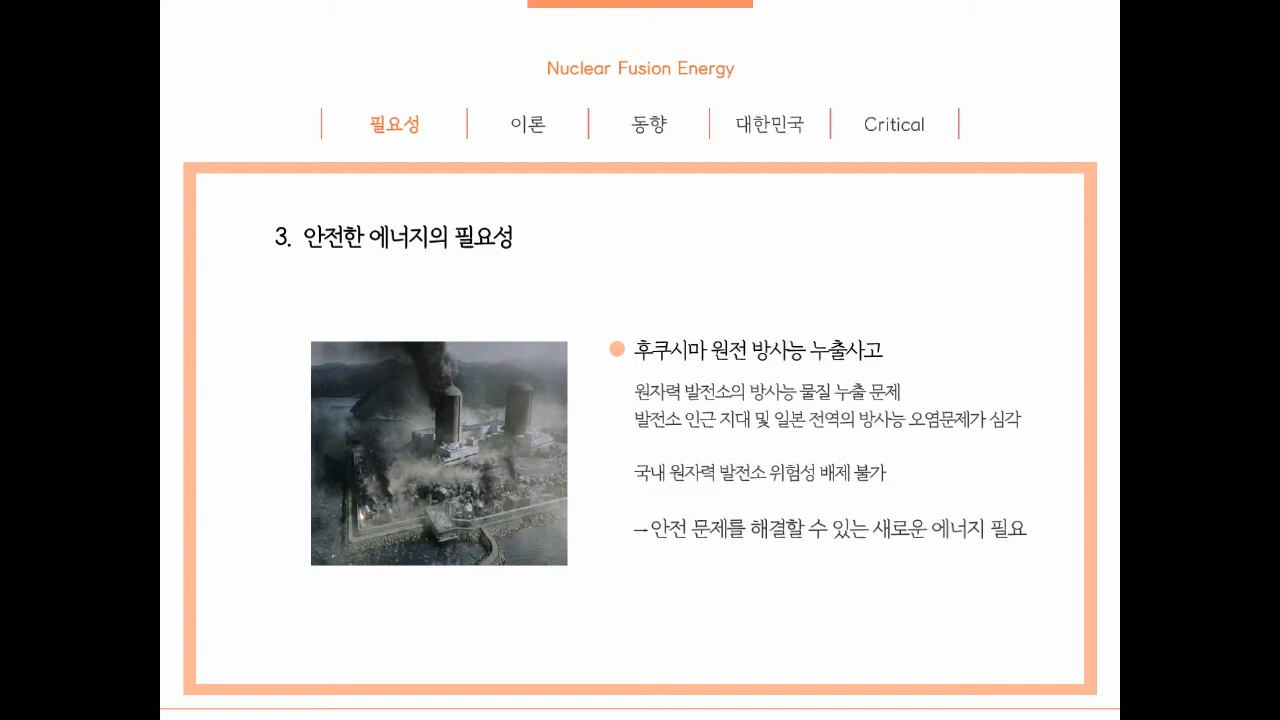 Nuclear Fusion Energy
필요성 이론 동향 대한민국 Critical
3. 안전한 에너지의 필요성
후쿠시마 원전 방사능 누출사고
원자력 발전소의 방사능 물질 누출 문제
발전소 인근 지대 및 일본 전역의 방사능 오염문제가 심각
국내 원자력 발전소 위험성 배제 불가
→안전 문제를 해결할 수 있는 새로운 에너지 필요